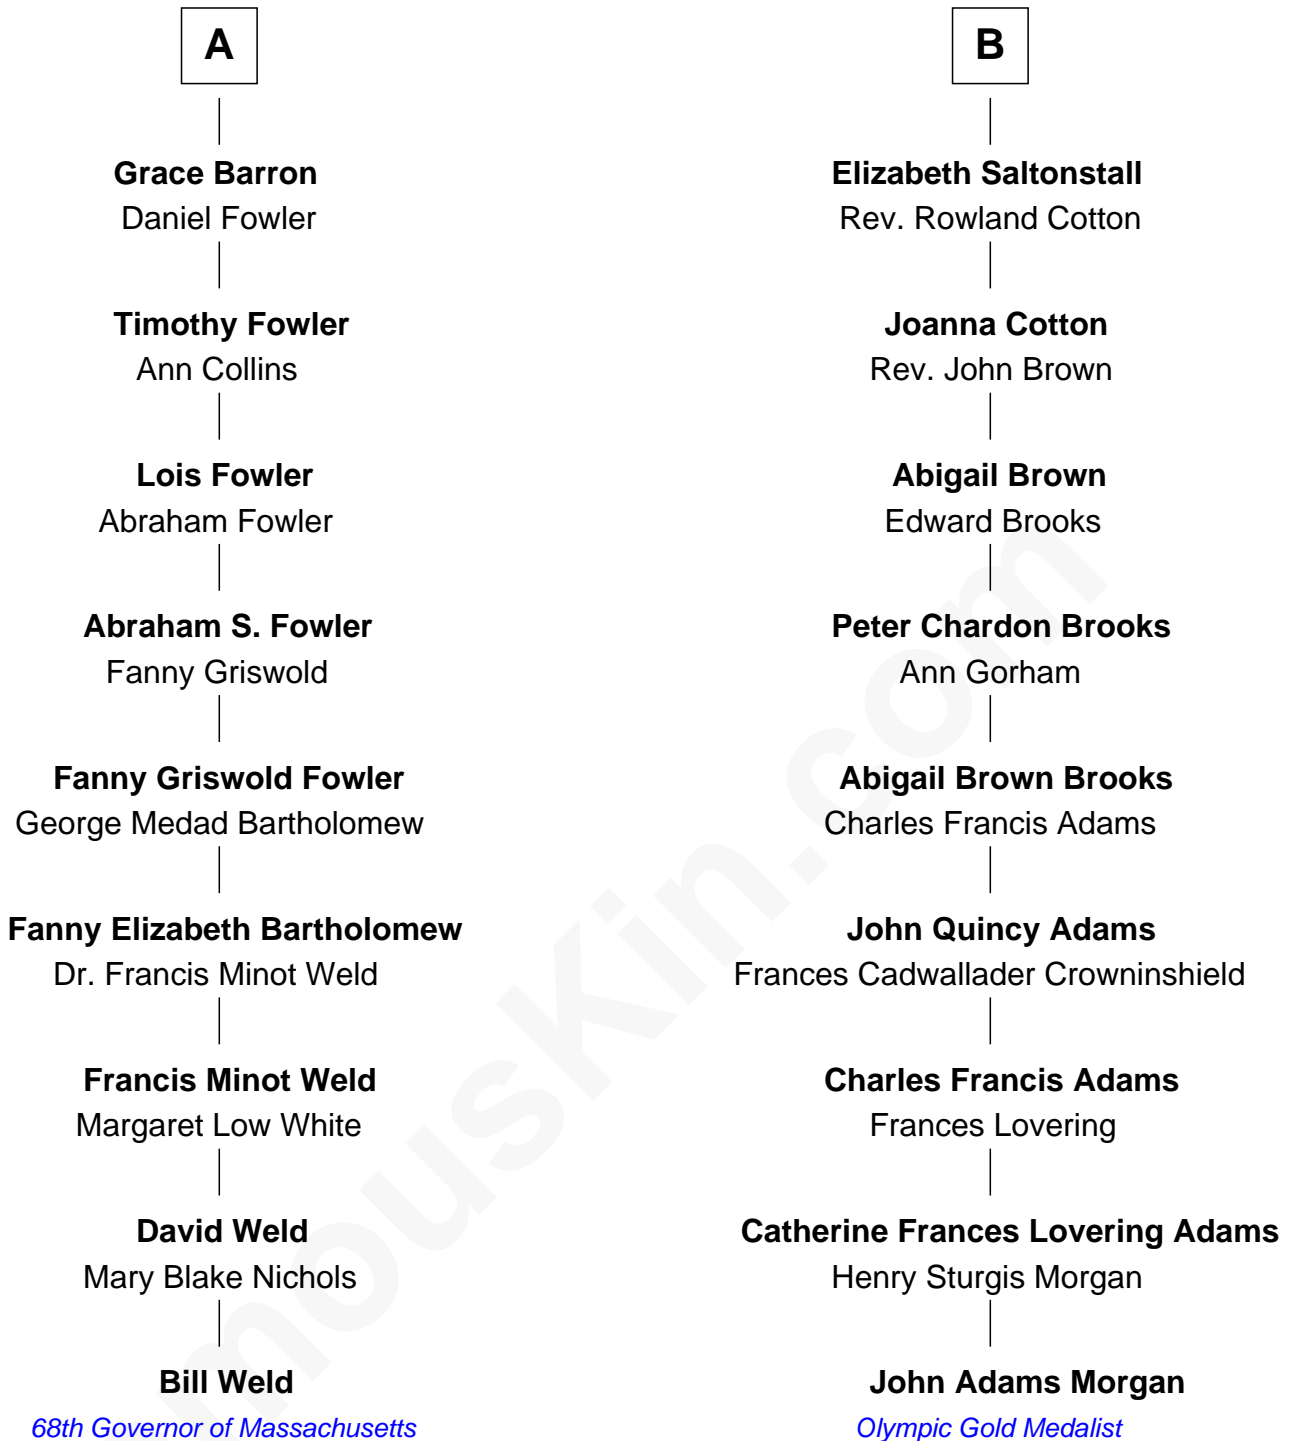 A
Grace Barron
Daniel Fowler
Timothy Fowler
Ann Collins
Lois Fowler
Abraham Fowler
Abraham S. Fowler
Fanny Griswold
Fanny Griswold Fowler
George Medad Bartholomew
Fanny Elizabeth Bartholomew
Dr. Francis Minot Weld
Francis Minot Weld
Margaret Low White
David Weld
Mary Blake Nichols
Bill Weld
68th Governor of Massachusetts
B
Elizabeth Saltonstall
Rev. Rowland Cotton
Joanna Cotton
Rev. John Brown
Abigail Brown
Edward Brooks
Peter Chardon Brooks
Ann Gorham
Abigail Brown Brooks
Charles Francis Adams
John Quincy Adams
Frances Cadwallader Crowninshield
Charles Francis Adams
Frances Lovering
Catherine Frances Lovering Adams
Henry Sturgis Morgan
John Adams Morgan
Olympic Gold Medalist
mousKin.com